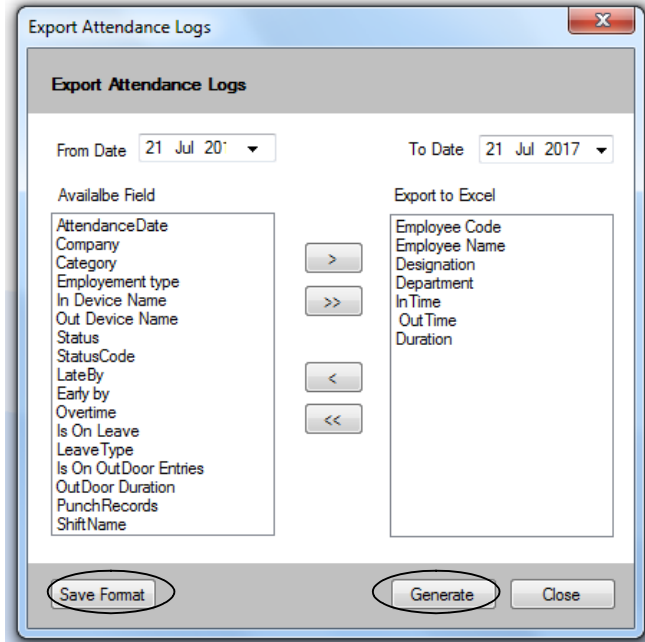 Export Attendance Logs
Export Attendance Logs
From Date 21 Jul 201
To Date 21 Jul 2017
Availalbe Field
Export to Excel
AttendanceDate
Company
Category
Employement type
In Device Name
Out Device Name
Status
StatusCode
LateBy
Early by
Overtime
Is On Leave
LeaveType
Is On OutDoor Entries
OutDoor Duration
PunchRecords
ShiftName
>
>>
<
<<
Employee Code
Employee Name
Designation
Department
InTime
OutTime
Duration
Save Format
Generate
Close